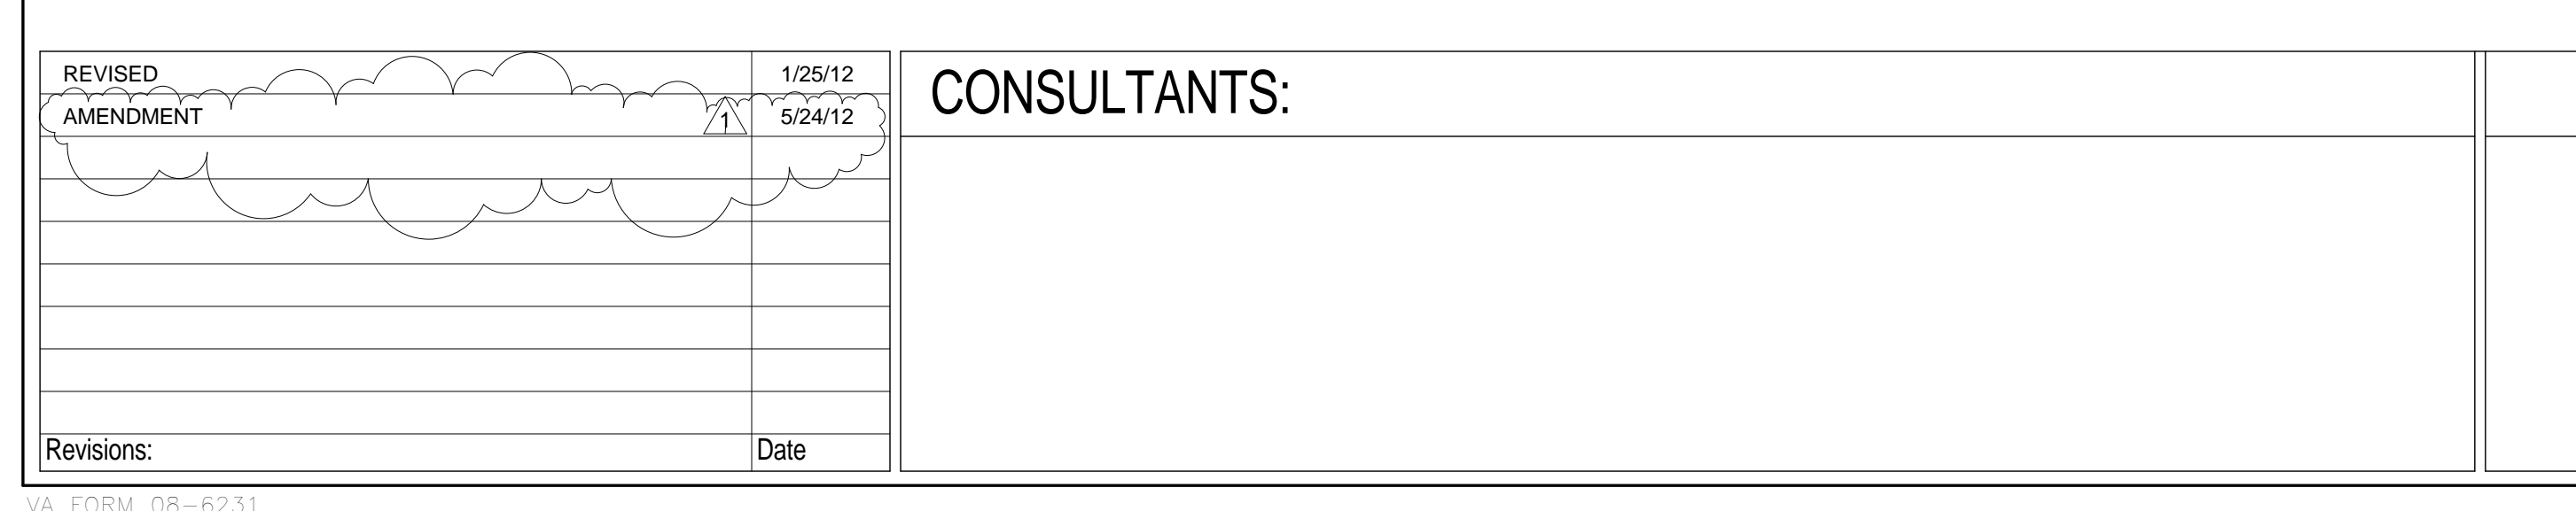 REVISED 1/25/12
CONSULTANTS:
AMENDMENT 1 5/24/12
Revisions: Date
VA FORM 08-6231